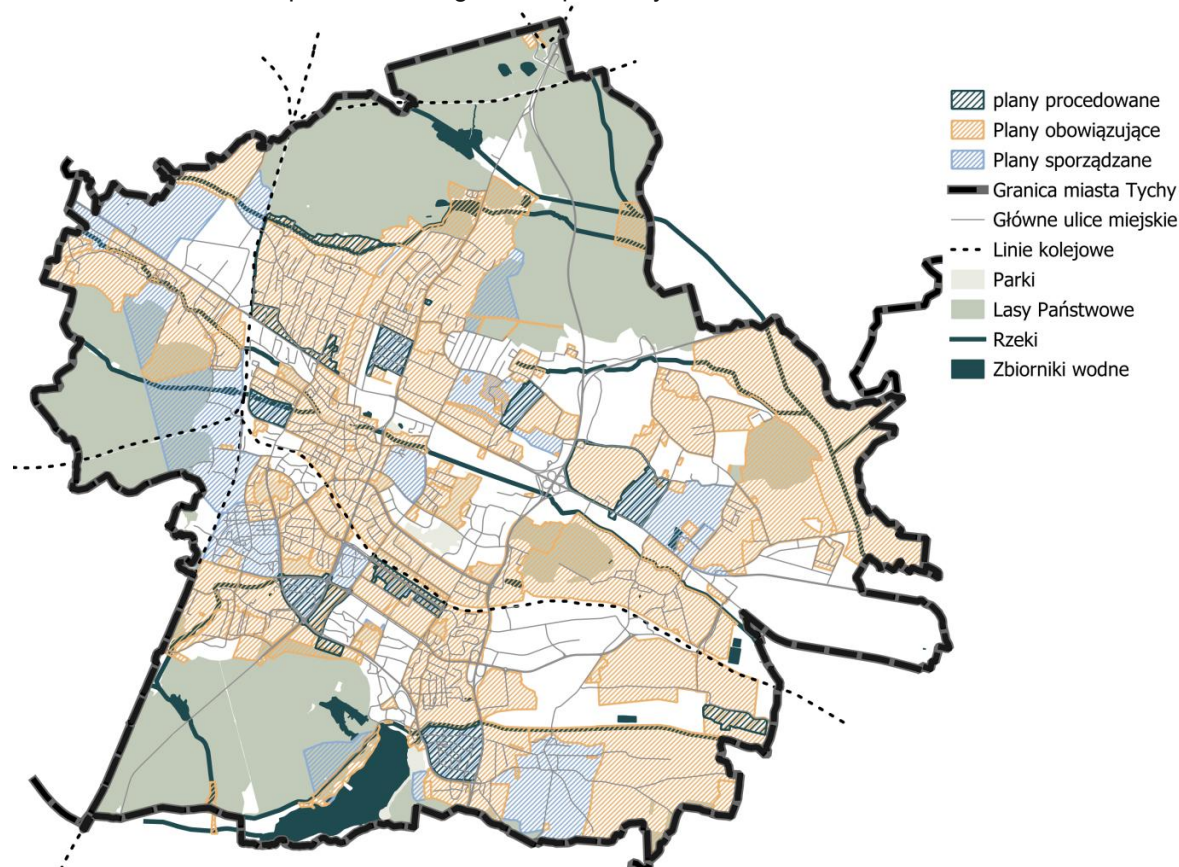 plany procedowane
Plany obowiązujące
Plany sporządzane
Granica miasta Tychy
Główne ulice miejskie
Linie kolejowe
Parki
Lasy Państwowe
Rzeki
Zbiorniki wodne